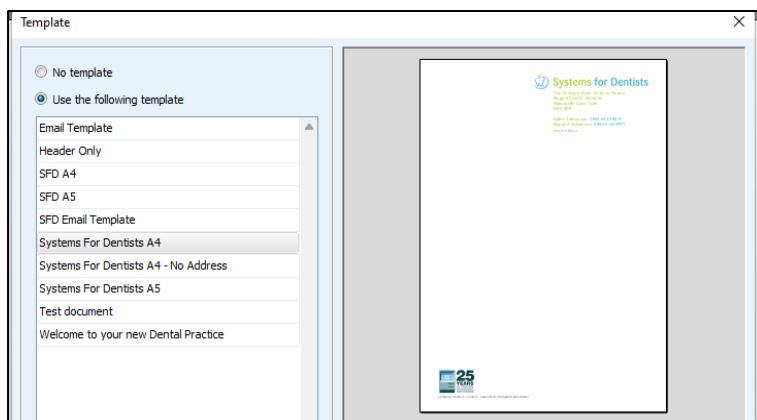 Template
No template
Use the following template
Email Template
Header Only
SFD A4
SFD A5
SFD Email Template
Systems For Dentists A4
Systems For Dentists A4 - No Address
Systems For Dentists A5
Test document
Welcome to your new Dental Practice
Systems for Dentists
25
YEARS